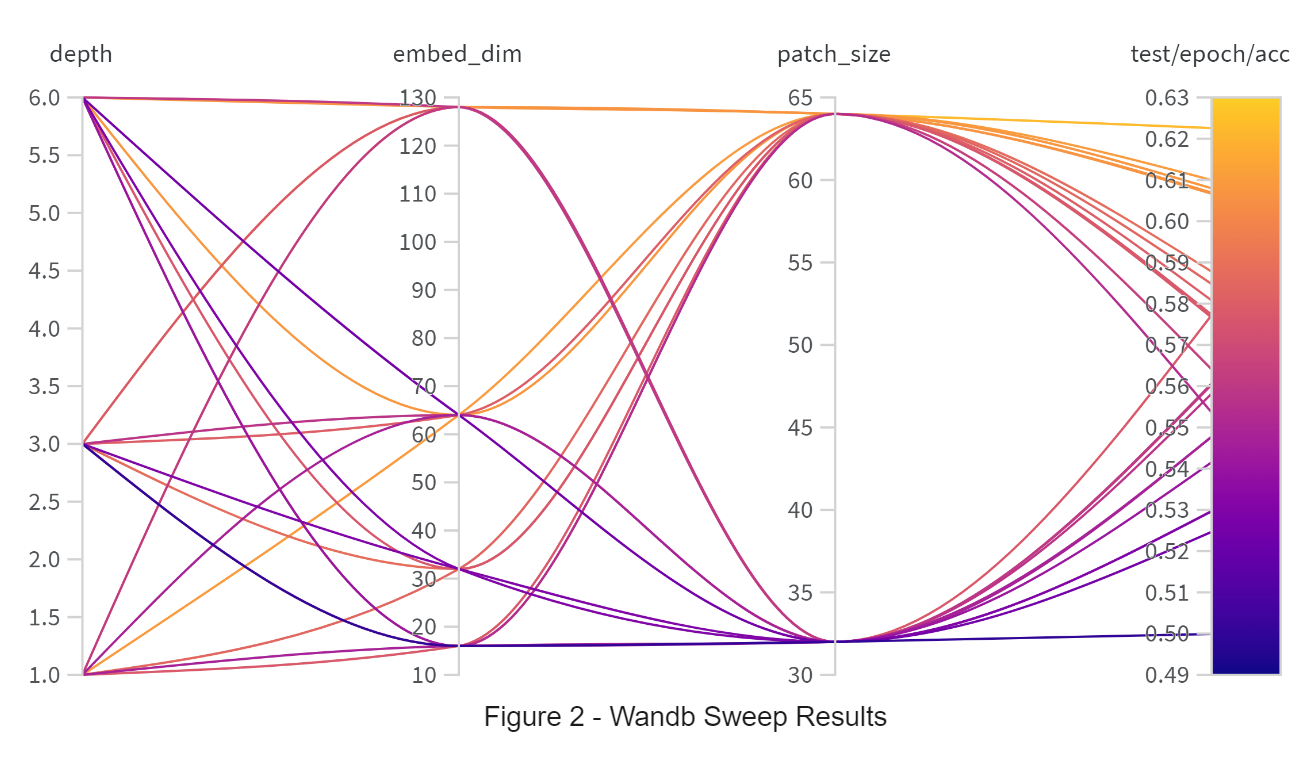 depth embed_dim patch_size test/epoch/acc
6.0 130 65 0.63
5.5 120 60 0.62
5.0 110 55 0.61
4.5 100 50 0.60
4.0 90 45 0.59
3.5 80 40 0.58
3.0 70 35 0.57
2.5 60 30 0.56
2.0 50 0.55
1.5 40 0.54
1.0 30 0.53
20 0.52
10 0.51
0.50
0.49
Figure 2 - Wandb Sweep Results